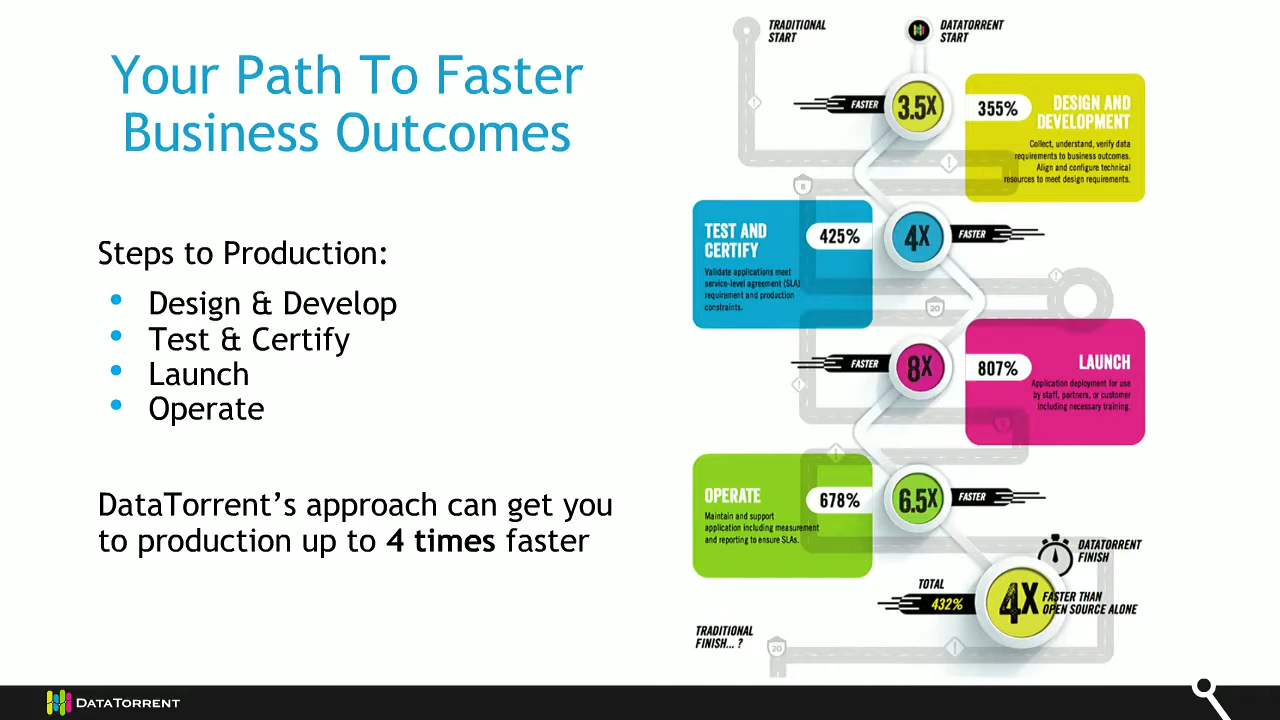 Your Path To Faster
Business Outcomes
Steps to Production:
• Design & Develop
• Test & Certify
• Launch
• Operate
DataTorrent’s approach can get you
to production up to 4 times faster
TRADITIONAL
START
DATATORRENT
START
FASTER
3.5X
355%
DESIGN AND
DEVELOPMENT
Collect, understand, verify data
requirements to business outcomes.
Align and configure technical
resources to meet design requirements.
8
TEST AND
CERTIFY
425%
Validate applications meet
service-level agreement (SLA)
requirement and production
constraints.
4X
FASTER
20
FASTER
8X
807%
LAUNCH
Application deployment for use
by staff, partners, or customer
including necessary training.
OPERATE
678%
Maintain and support
application including measurement
and reporting to ensure SLAs.
6.5X
FASTER
DATATORRENT
FINISH
TOTAL
432%
4X
FASTER THAN
OPEN SOURCE ALONE
TRADITIONAL
FINISH... ?
20
DATATORRENT